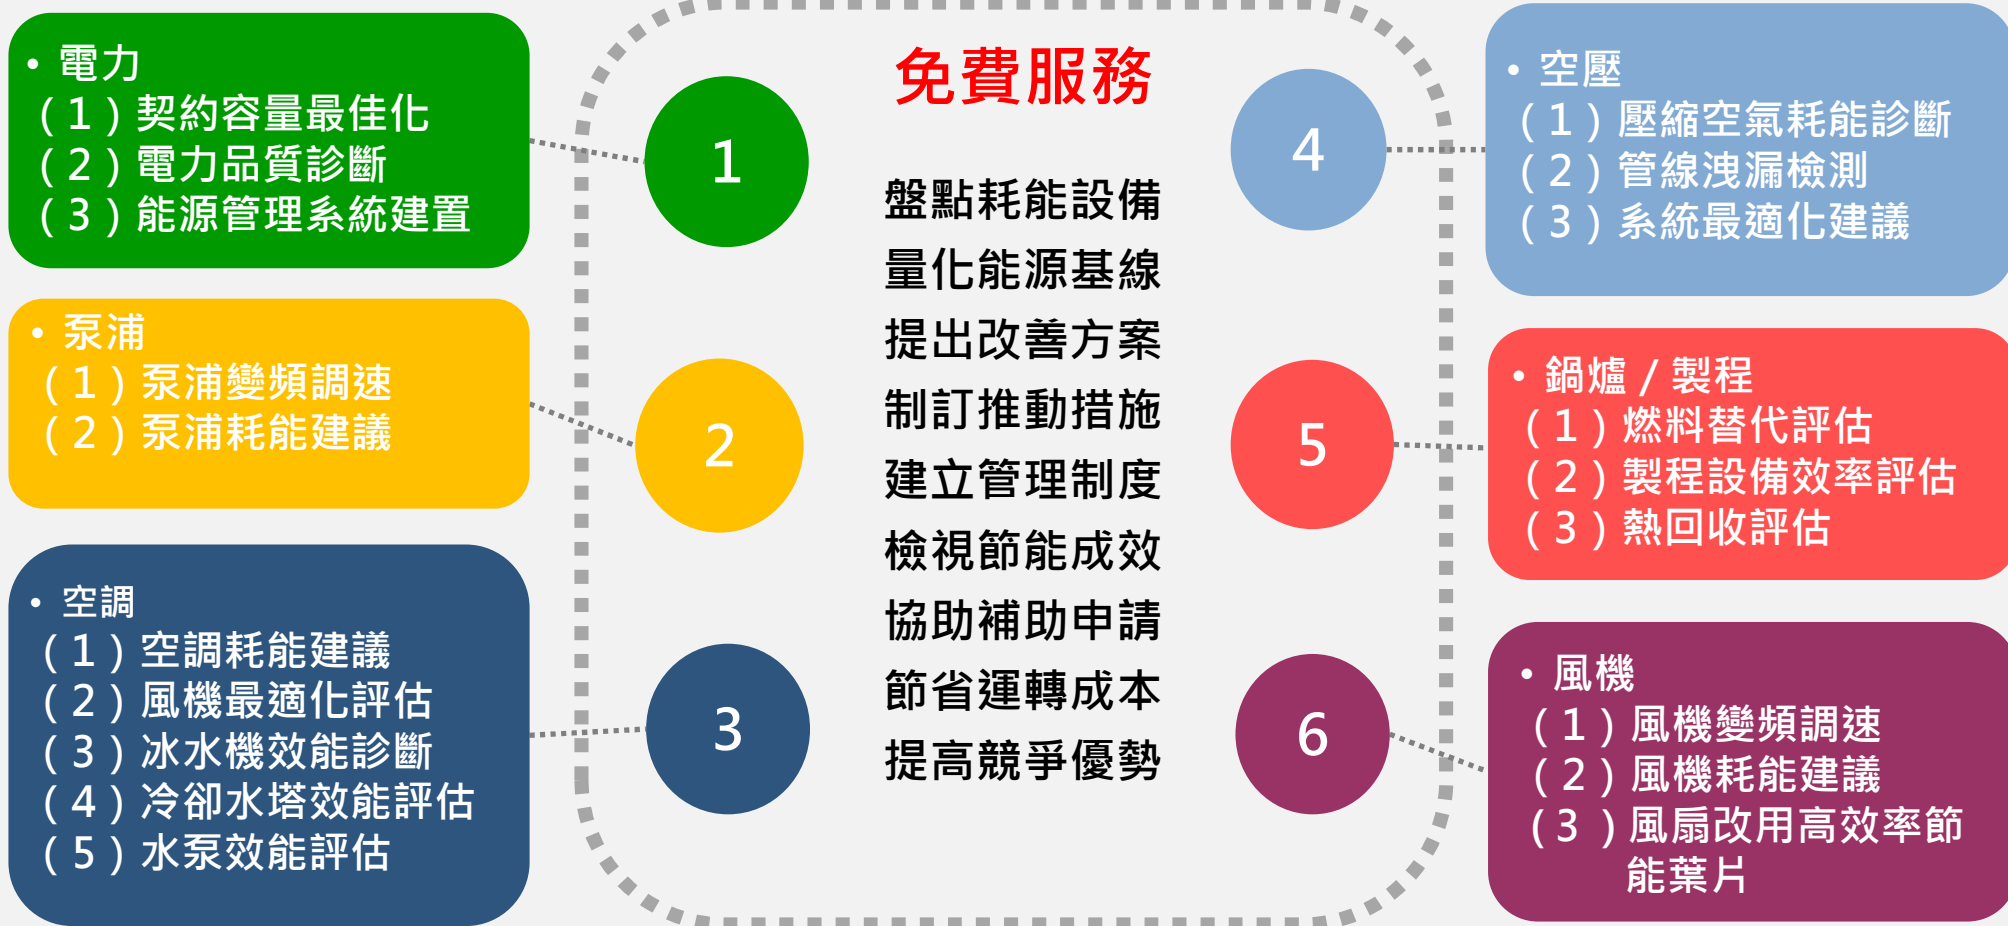 • 電力
（1）契約容量最佳化
（2）電力品質診斷
（3）能源管理系統建置
• 泵浦
（1）泵浦變頻調速
（2）泵浦耗能建議
• 空調
（1）空調耗能建議
（2）風機最適化評估
（3）冰水機效能診斷
（4）冷卻水塔效能評估
（5）水泵效能評估
1
2
3
免費服務
盤點耗能設備
量化能源基線
提出改善方案
制訂推動措施
建立管理制度
檢視節能成效
協助補助申請
節省運轉成本
提高競爭優勢
4
5
6
• 空壓
（1）壓縮空氣耗能診斷
（2）管線洩漏檢測
（3）系統最適化建議
• 鍋爐／製程
（1）燃料替代評估
（2）製程設備效率評估
（3）熱回收評估
• 風機
（1）風機變頻調速
（2）風機耗能建議
（3）風扇改用高效率節
能葉片